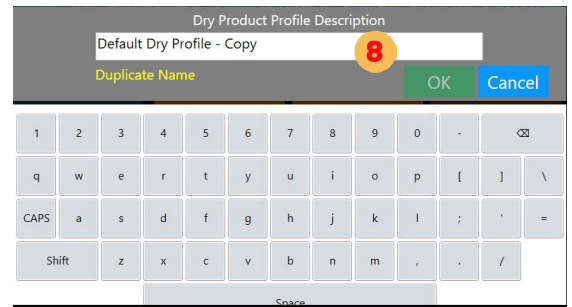 Dry Product Profile Description
Default Dry Profile - Copy
8
Duplicate Name
OK Cancel
1 2 3 4 5 6 7 8 9 0 - ⌫
q w e r t y u i o p [ ] \
CAPS a s d f g h j k l ; ' =
Shift z x c v b n m , . /
Space